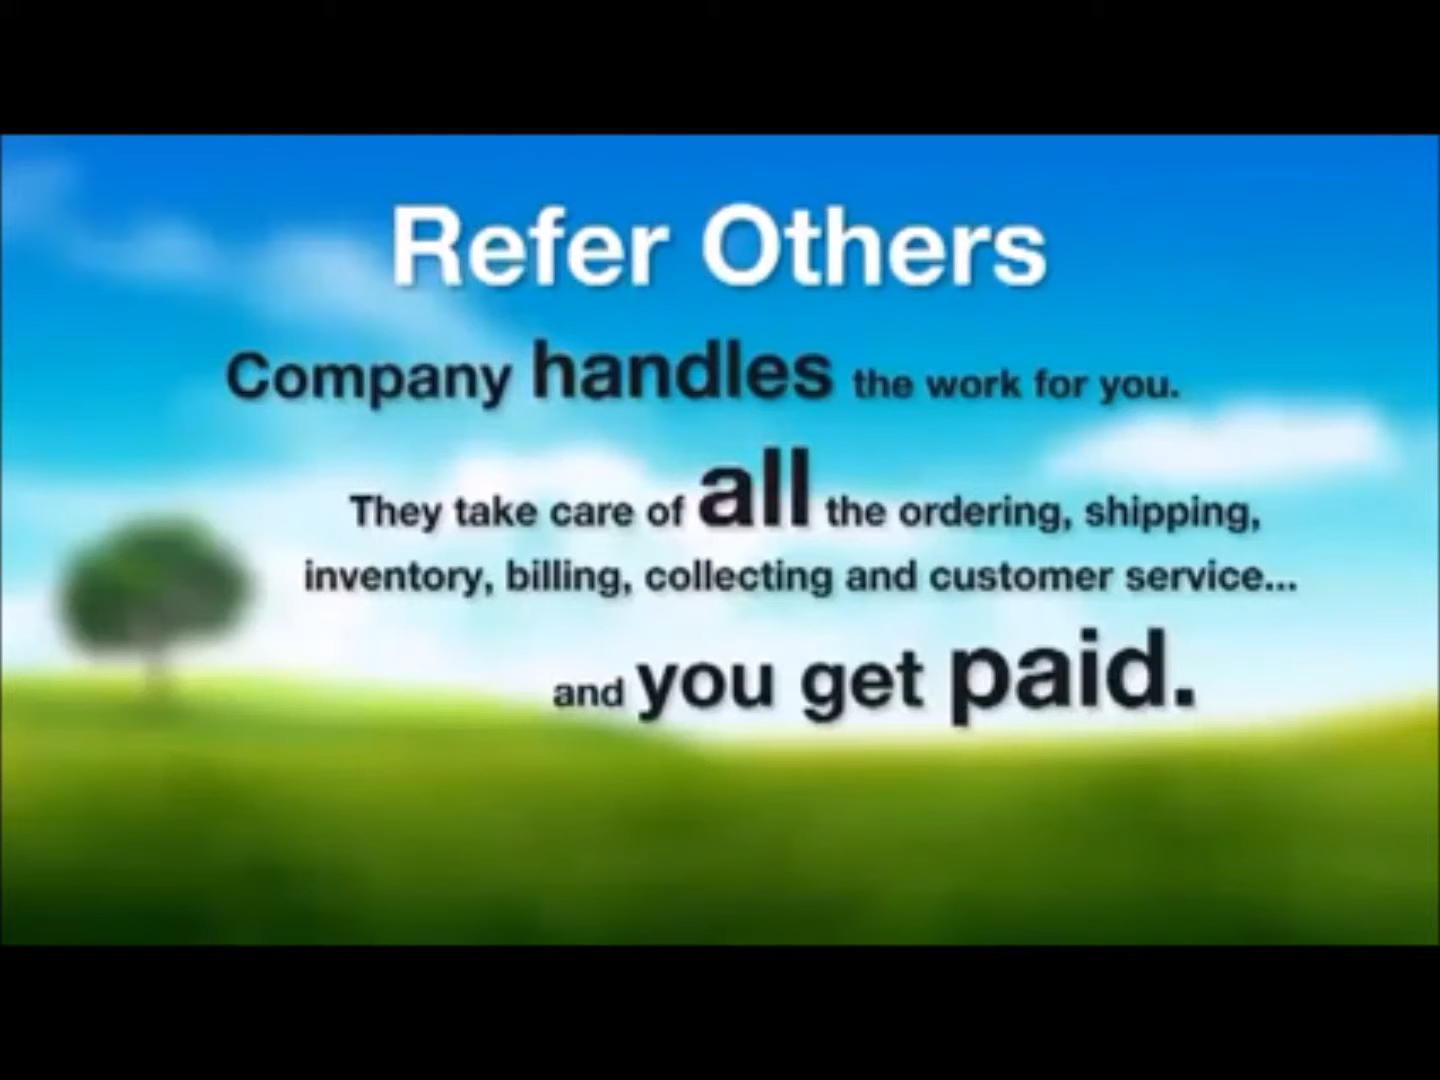 Refer Others
Company handles the work for you.
They take care of all the ordering, shipping,
inventory, billing, collecting and customer service...
and you get paid.